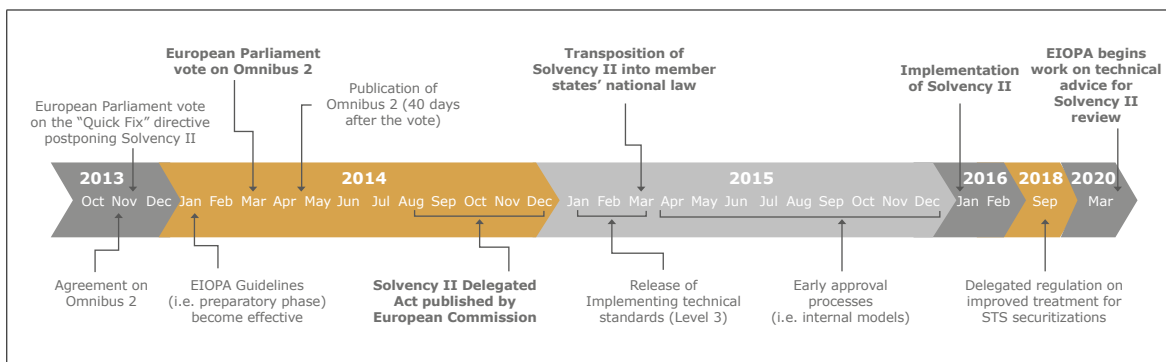 European Parliament
vote on Omnibus 2
Transposition of
Solvency II into member
states’ national law
Implementation
of Solvency II
EIOPA begins
work on technical
advice for
Solvency II
review
European Parliament vote
on the “Quick Fix” directive
postponing Solvency II
Publication of
Omnibus 2 (40 days
after the vote)
2013
2014
2015
2016
2018
2020
Oct Nov Dec Jan Feb Mar Apr May Jun Jul Aug Sep Oct Nov Dec Jan Feb Mar Apr May Jun Jul Aug Sep Oct Nov Dec Jan Feb Sep Mar
Agreement on
Omnibus 2
EIOPA Guidelines
(i.e. preparatory phase)
become effective
Solvency II Delegated
Act published by
European Commission
Release of
Implementing technical
standards (Level 3)
Early approval
processes
(i.e. internal models)
Delegated regulation on
improved treatment for
STS securitizations